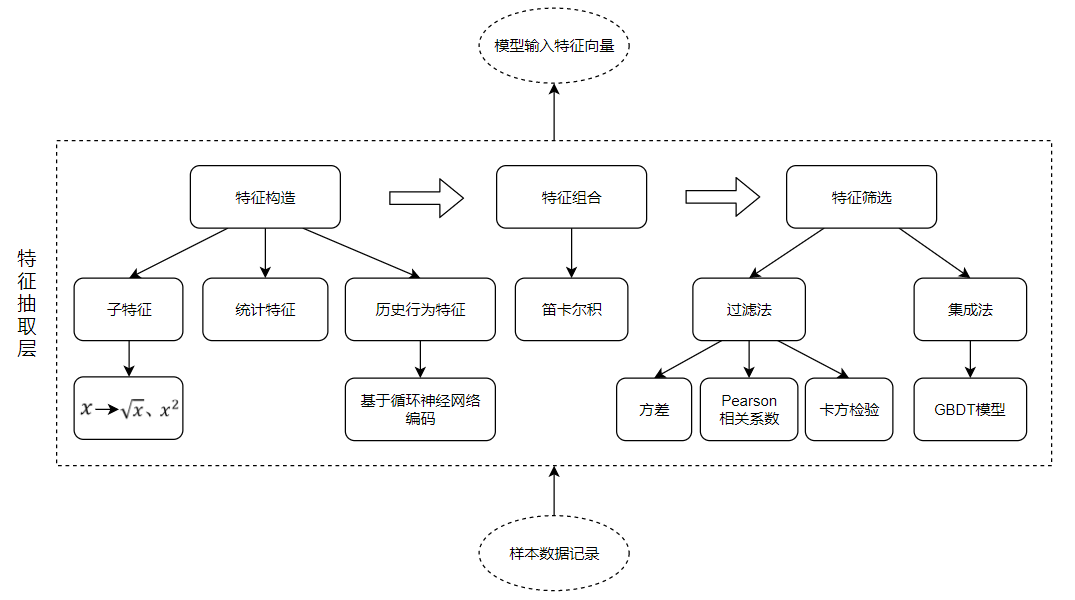 模型输入特征向量
特征抽取层
特征构造
特征组合
特征筛选
子特征
统计特征
历史行为特征
笛卡尔积
过滤法
集成法
x→√x、x²
基于循环神经网络
编码
方差
Pearson
相关系数
卡方检验
GBDT模型
样本数据记录